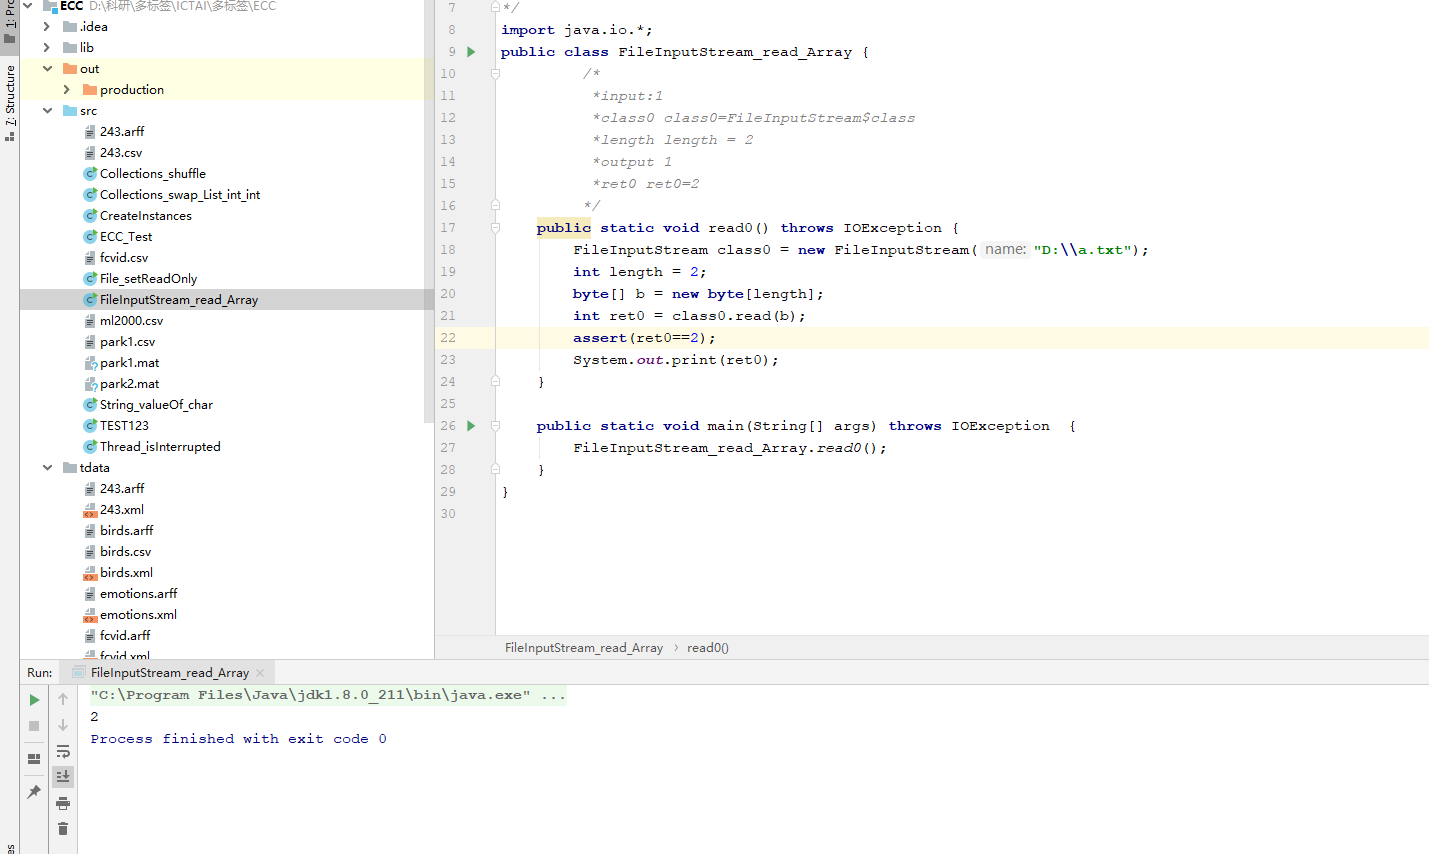 1: Pro
7: Structure
ECC D:\科研\多标签\ICTAI\多标签\ECC
.idea
lib
out
production
src
243.arff
243.csv
Collections_shuffle
Collections_swap_List_int_int
CreateInstances
ECC_Test
fcvid.csv
File_setReadOnly
FileInputStream_read_Array
ml2000.csv
park1.csv
park1.mat
park2.mat
String_valueOf_char
TEST123
Thread_isInterrupted
tdata
243.arff
243.xml
birds.arff
birds.csv
birds.xml
emotions.arff
emotions.xml
fcvid.arff
fcvid.xml
7 */
8 import java.io.*;
9 public class FileInputStream_read_Array {
10 /*
11 *input:1
12 *class0 class0=FileInputStream$class
13 *length length = 2
14 *output 1
15 *ret0 ret0=2
16 */
17 public static void read0() throws IOException {
18 FileInputStream class0 = new FileInputStream( name: "D:\\a.txt");
19 int length = 2;
20 byte[] b = new byte[length];
21 int ret0 = class0.read(b);
22 assert(ret0==2);
23 System.out.print(ret0);
24 }
25
26 public static void main(String[] args) throws IOException {
27 FileInputStream_read_Array.read0();
28 }
29 }
30
FileInputStream_read_Array › read0()
Run: FileInputStream_read_Array ×
"C:\Program Files\Java\jdk1.8.0_211\bin\java.exe" ...
2
Process finished with exit code 0